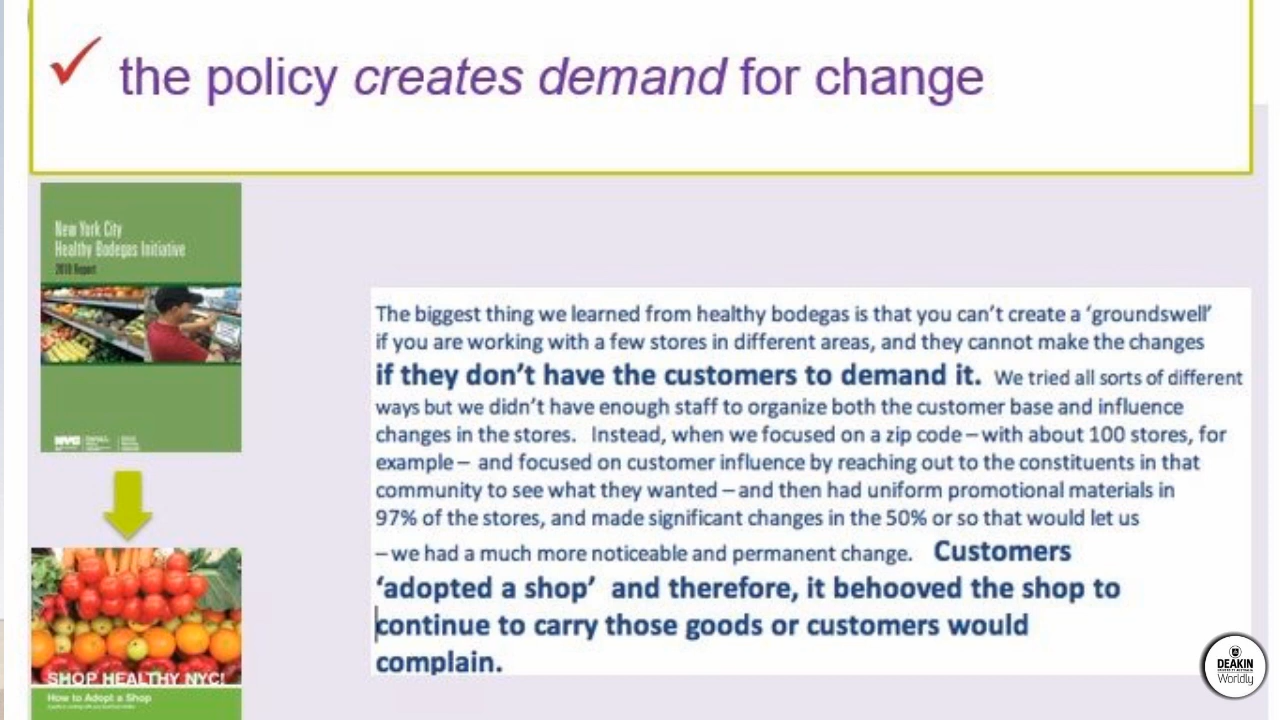 the policy creates demand for change
New York City
Healthy Bodegas Initiative
2010 Report
The biggest thing we learned from healthy bodegas is that you can’t create a ‘groundswell’
if you are working with a few stores in different areas, and they cannot make the changes
if they don’t have the customers to demand it. We tried all sorts of different
ways but we didn’t have enough staff to organize both the customer base and influence
changes in the stores. Instead, when we focused on a zip code – with about 100 stores, for
example – and focused on customer influence by reaching out to the constituents in that
community to see what they wanted – and then had uniform promotional materials in
97% of the stores, and made significant changes in the 50% or so that would let us
– we had a much more noticeable and permanent change. Customers
‘adopted a shop’ and therefore, it behooved the shop to
continue to carry those goods or customers would
complain.
NYC
SHOP HEALTHY NYC!
How to Adopt a Shop
DEAKIN
Worldly